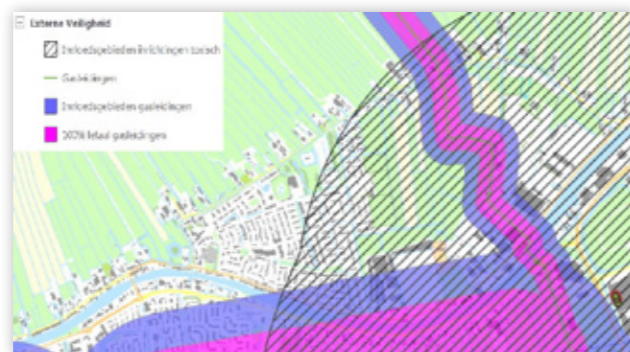 Externe Veiligheid
Invloedsgebieden inrichtingen toxisch
Gasleidingen
Invloedsgebieden gasleidingen
100% letaal gasleidingen